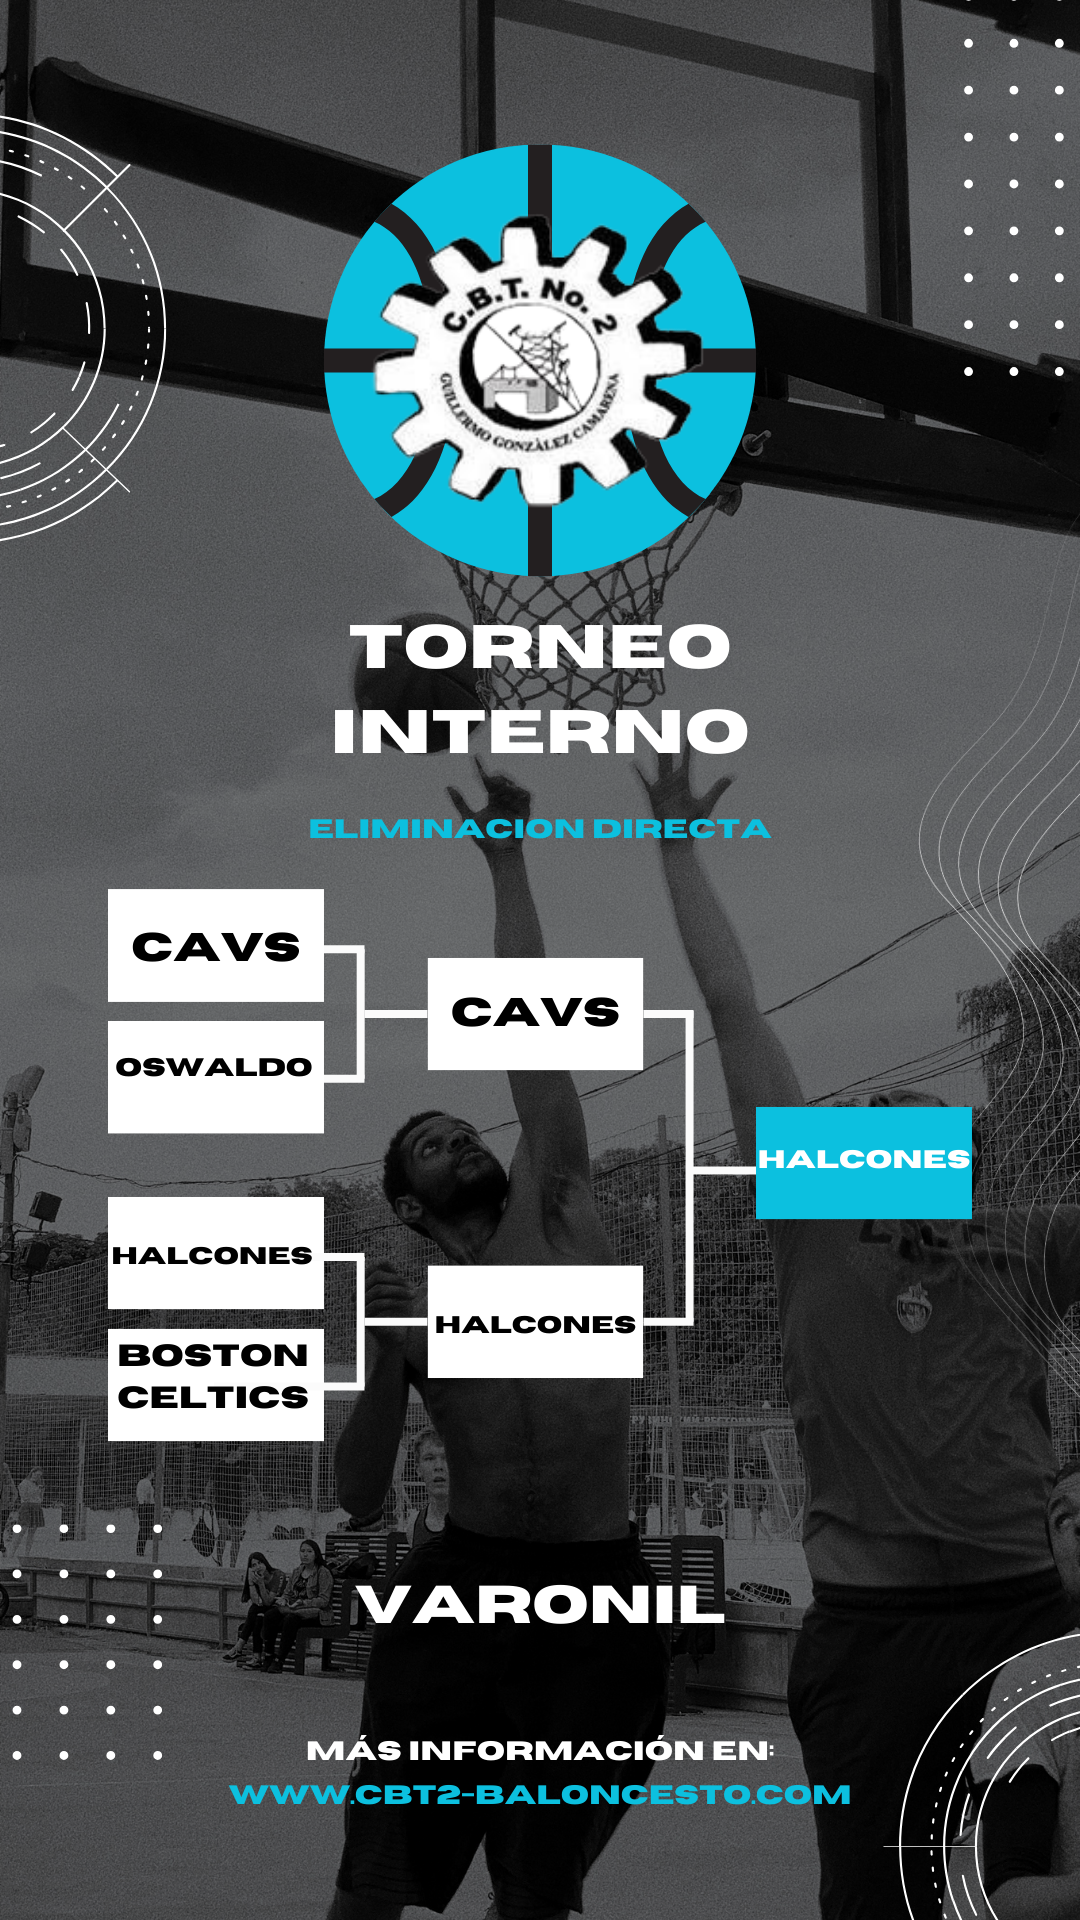 C.B.T. No. 2
GUILLERMO GONZÀLEZ CAMARENA
TORNEO
INTERNO
ELIMINACION DIRECTA
CAVS
OSWALDO
CAVS
HALCONES
HALCONES
BOSTON
CELTICS
HALCONES
VARONIL
MÁS INFORMACIÓN EN:
WWW.CBT2-BALONCESTO.COM